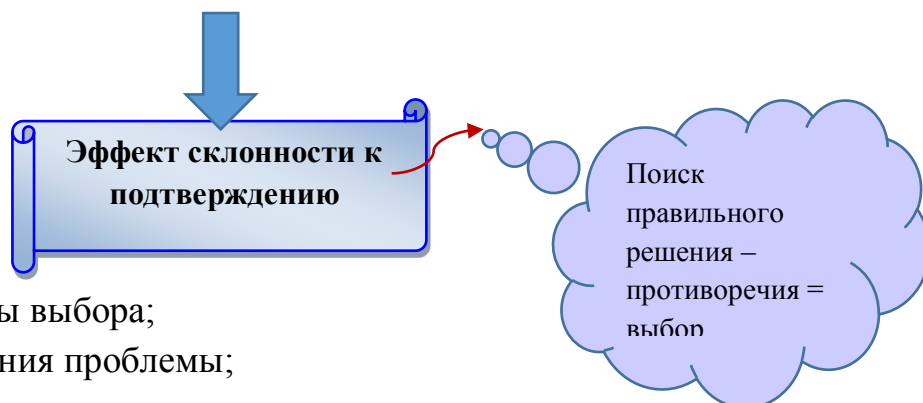 Эффект склонности к
подтверждению
Поиск
правильного
решения –
противоречия =
выбор
ы выбора;
ния проблемы;